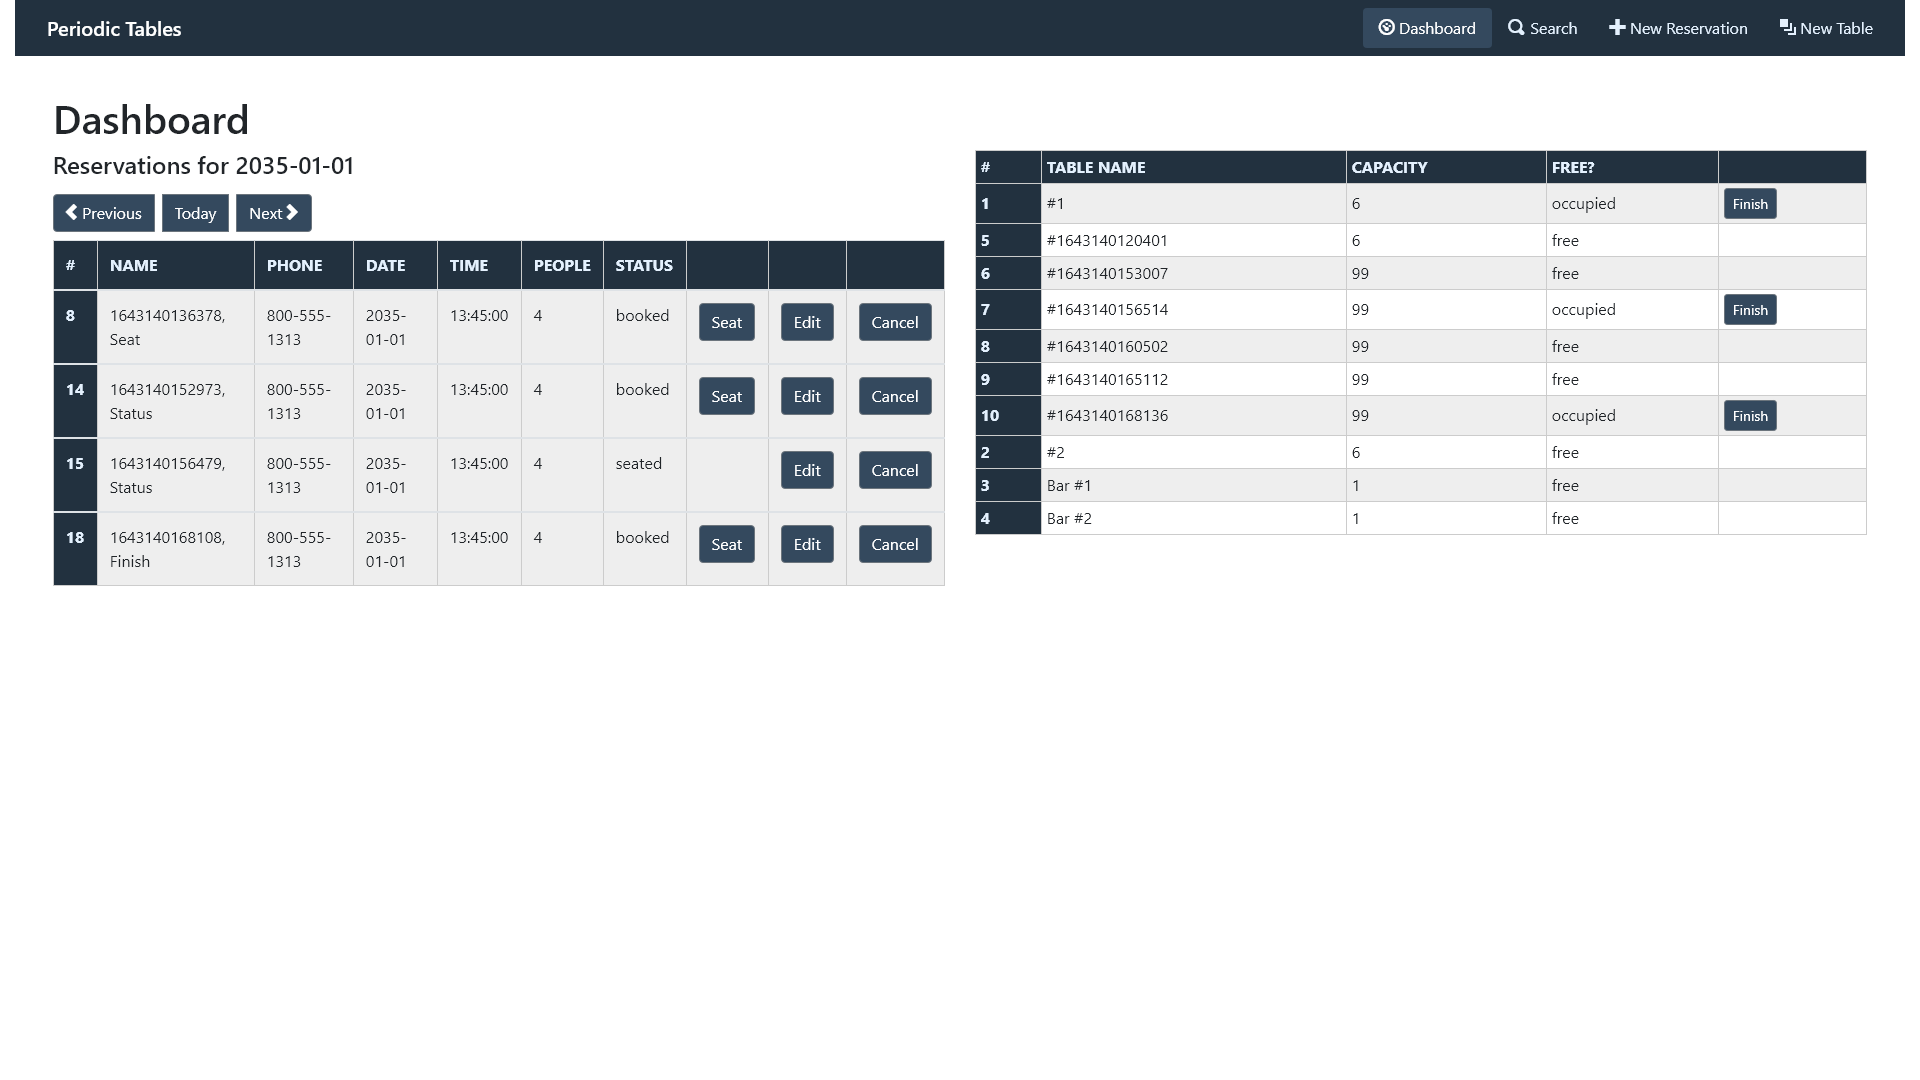 Periodic Tables
Dashboard
Search
New Reservation
New Table
Dashboard
Reservations for 2035-01-01
Previous
Today
Next
# NAME PHONE DATE TIME PEOPLE STATUS
8 1643140136378, 800-555- 2035- 13:45:00 4 booked Seat Edit Cancel
Seat 1313 01-01
14 1643140152973, 800-555- 2035- 13:45:00 4 booked Seat Edit Cancel
Status 1313 01-01
15 1643140156479, 800-555- 2035- 13:45:00 4 seated Edit Cancel
Status 1313 01-01
18 1643140168108, 800-555- 2035- 13:45:00 4 booked Seat Edit Cancel
Finish 1313 01-01
# TABLE NAME CAPACITY FREE?
1 #1 6 occupied Finish
5 #1643140120401 6 free
6 #1643140153007 99 free
7 #1643140156514 99 occupied Finish
8 #1643140160502 99 free
9 #1643140165112 99 free
10 #1643140168136 99 occupied Finish
2 #2 6 free
3 Bar #1 1 free
4 Bar #2 1 free